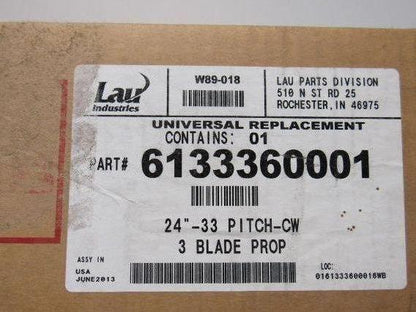 Lau
Industries
W89-018
LAU PARTS DIVISION
510 N ST RD 25
ROCHESTER, IN 46975
UNIVERSAL REPLACEMENT
CONTAINS: 01
PART# 6133360001
24"-33 PITCH-CW
3 BLADE PROP
ASSY IN
USA
JUNE2013
LOC:
0161333600016WB